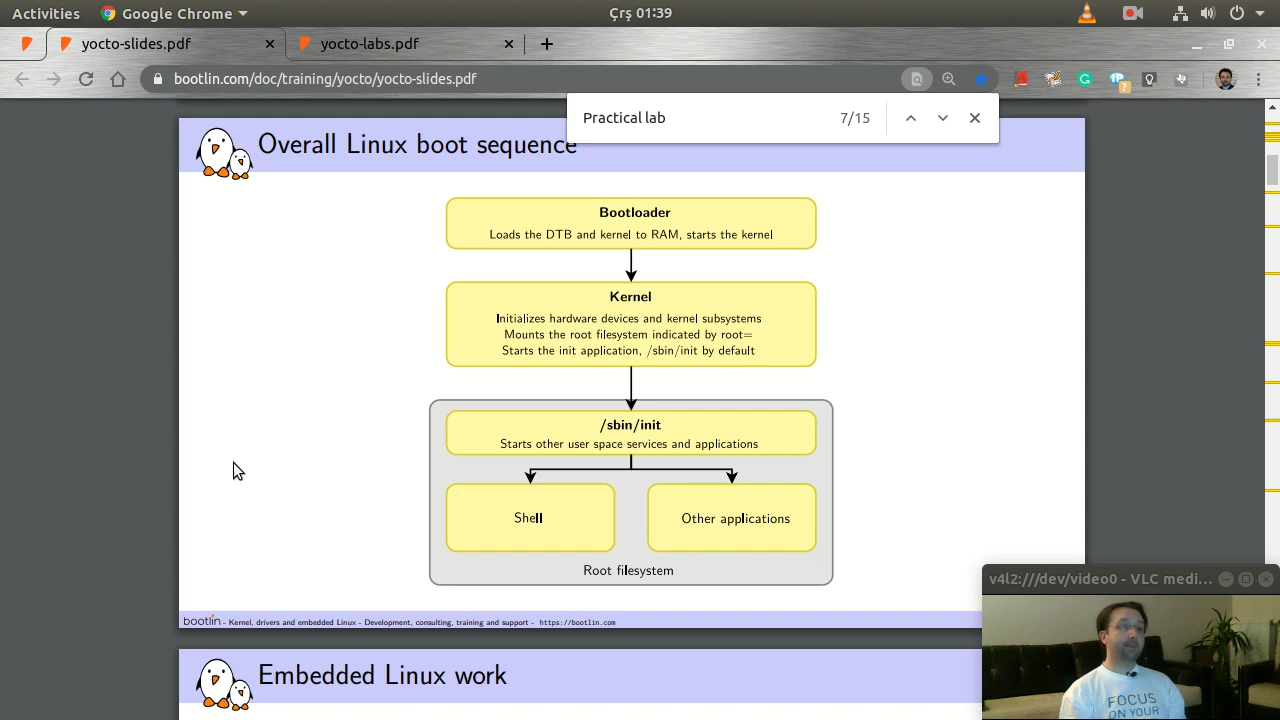 Activities
Google Chrome
Çrş 01:39
yocto-slides.pdf
yocto-labs.pdf
bootlin.com/doc/training/yocto/yocto-slides.pdf
Practical lab
7/15
Overall Linux boot sequence
Bootloader
Loads the DTB and kernel to RAM, starts the kernel
Kernel
Initializes hardware devices and kernel subsystems
Mounts the root filesystem indicated by root=
Starts the init application, /sbin/init by default
/sbin/init
Starts other user space services and applications
Shell
Other applications
Root filesystem
bootlin - Kernel, drivers and embedded Linux - Development, consulting, training and support - https://bootlin.com
v4l2:///dev/video0 - VLC medi...
FOCUS
ON YOUR
Embedded Linux work